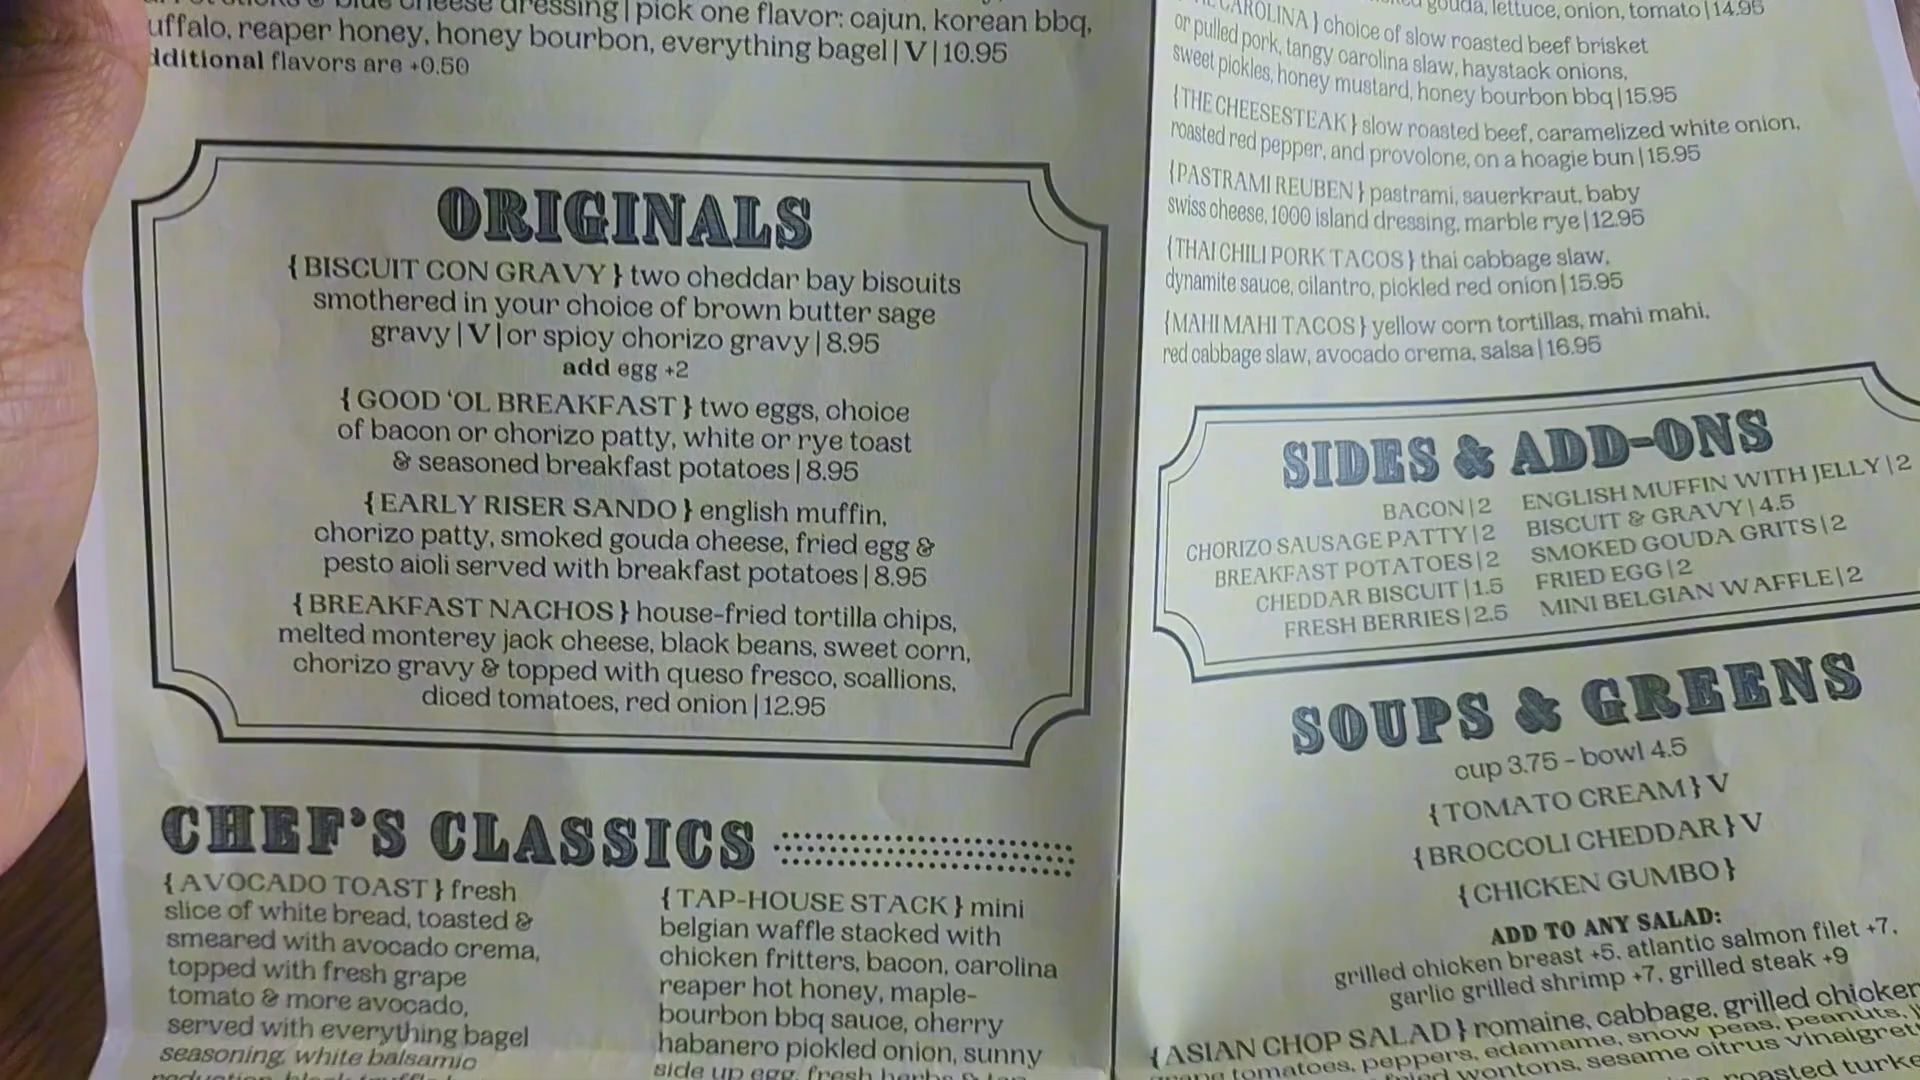 cheese dressing | pick one flavor: cajun, korean bbq,
uffalo, reaper honey, honey bourbon, everything bagel | V | 10.95
dditional flavors are +0.50
ORIGINALS
{ BISCUIT CON GRAVY } two cheddar bay biscuits
smothered in your choice of brown butter sage
gravy | V | or spicy chorizo gravy | 8.95
add egg +2
{ GOOD 'OL BREAKFAST } two eggs, choice
of bacon or chorizo patty, white or rye toast
& seasoned breakfast potatoes | 8.95
{ EARLY RISER SANDO } english muffin,
chorizo patty, smoked gouda cheese, fried egg &
pesto aioli served with breakfast potatoes | 8.95
{ BREAKFAST NACHOS } house-fried tortilla chips,
melted monterey jack cheese, black beans, sweet corn,
chorizo gravy & topped with queso fresco, scallions,
diced tomatoes, red onion | 12.95
CHEF'S CLASSICS
{ AVOCADO TOAST } fresh
slice of white bread, toasted &
smeared with avocado crema,
topped with fresh grape
tomato & more avocado,
served with everything bagel
seasoning, white balsamic
{ TAP-HOUSE STACK } mini
belgian waffle stacked with
chicken fritters, bacon, carolina
reaper hot honey, maple-
bourbon bbq sauce, cherry
habanero pickled onion, sunny
side up egg, fresh herbs &
gouda, lettuce, onion, tomato | 14.95
CAROLINA } choice of slow roasted beef brisket
or pulled pork, tangy carolina slaw, haystack onions,
sweet pickles, honey mustard, honey bourbon bbq | 15.95
{ THE CHEESESTEAK } slow roasted beef, caramelized white onion,
roasted red pepper, and provolone, on a hoagie bun | 15.95
{ PASTRAMI REUBEN } pastrami, sauerkraut, baby
swiss cheese, 1000 island dressing, marble rye | 12.95
{ THAI CHILI PORK TACOS } thai cabbage slaw,
dynamite sauce, cilantro, pickled red onion | 15.95
{ MAHI MAHI TACOS } yellow corn tortillas, mahi mahi,
red cabbage slaw, avocado crema, salsa | 16.95
SIDES & ADD-ONS
BACON | 2
CHORIZO SAUSAGE PATTY | 2
BREAKFAST POTATOES | 2
CHEDDAR BISCUIT | 1.5
FRESH BERRIES | 2.5
ENGLISH MUFFIN WITH JELLY | 2
BISCUIT & GRAVY | 4.5
SMOKED GOUDA GRITS | 2
FRIED EGG | 2
MINI BELGIAN WAFFLE | 2
SOUPS & GREENS
cup 3.75 - bowl 4.5
{ TOMATO CREAM } V
{ BROCCOLI CHEDDAR } V
{ CHICKEN GUMBO }
ADD TO ANY SALAD:
grilled chicken breast +5, atlantic salmon filet +7,
garlic grilled shrimp +7, grilled steak +9
{ ASIAN CHOP SALAD } romaine, cabbage, grilled chicken
tomatoes, peppers, edamame, snow peas, peanuts,
wontons, sesame citrus vinaigrett
roasted turke